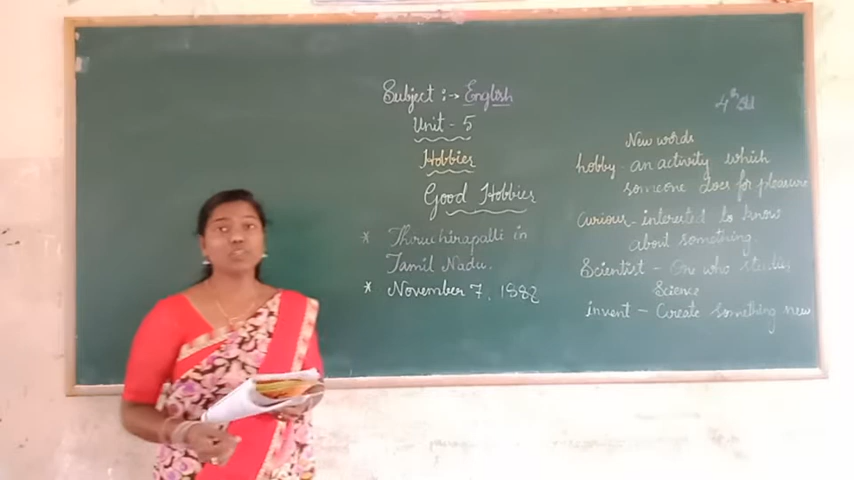 Subject :→ English
Unit - 5
Hobbies
Good Hobbies
* Thiruchirapalli in
Tamil Nadu.
* November 7, 1882
4th Std
New words
hobby - an activity which
someone does for pleasure
Curious - interested to know
about something.
Scientist - One who studies
Science
invent - Create something new